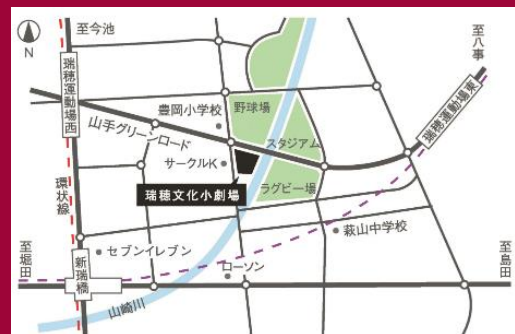 至今池
N
瑞穂運動場西
至八事
瑞穂運動場東
豊岡小学校
野球場
山手グリーンロード
スタジアム
サークルK
瑞穂文化小劇場
ラグビー場
環状線
萩山中学校
至堀田
セブンイレブン
新瑞橋
ローソン
至島田
山崎川